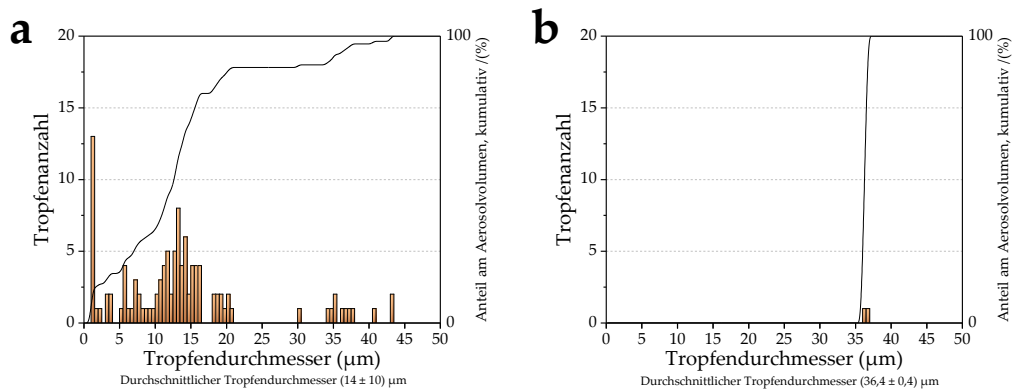 a
20
15
10
5
0
Tropfenanzahl
100
0
Anteil am Aerosolvolumen, kumulativ /(%)
0 5 10 15 20 25 30 35 40 45 50
Tropfendurchmesser (μm)
Durchschnittlicher Tropfendurchmesser (14 ± 10) μm
b
20
15
10
5
0
Tropfenanzahl
100
0
Anteil am Aerosolvolumen, kumulativ /(%)
0 5 10 15 20 25 30 35 40 45 50
Tropfendurchmesser (μm)
Durchschnittlicher Tropfendurchmesser (36,4 ± 0,4) μm